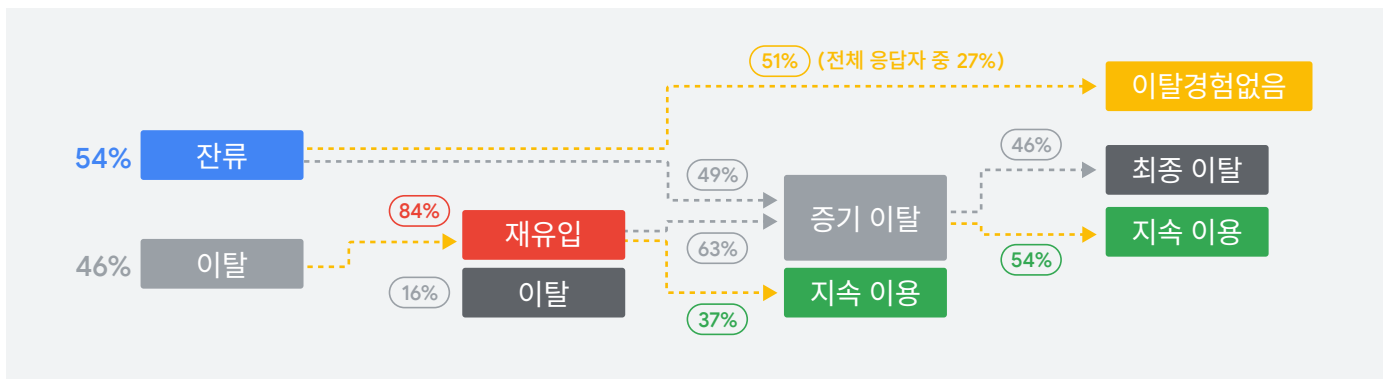 51% (전체 응답자 중 27%)
이탈경험없음
54% 잔류
46%
최종 이탈
49%
84%
증기 이탈
재유입
지속 이용
46% 이탈
63%
54%
16%
이탈
지속 이용
37%